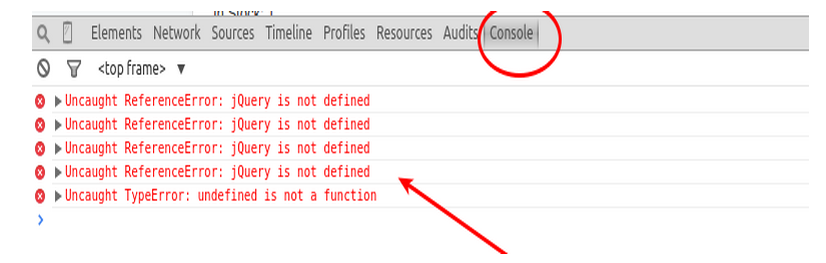 In Stock: 1
Elements Network Sources Timeline Profiles Resources Audits Console
<top frame> ▼
Uncaught ReferenceError: jQuery is not defined
Uncaught ReferenceError: jQuery is not defined
Uncaught ReferenceError: jQuery is not defined
Uncaught ReferenceError: jQuery is not defined
Uncaught TypeError: undefined is not a function